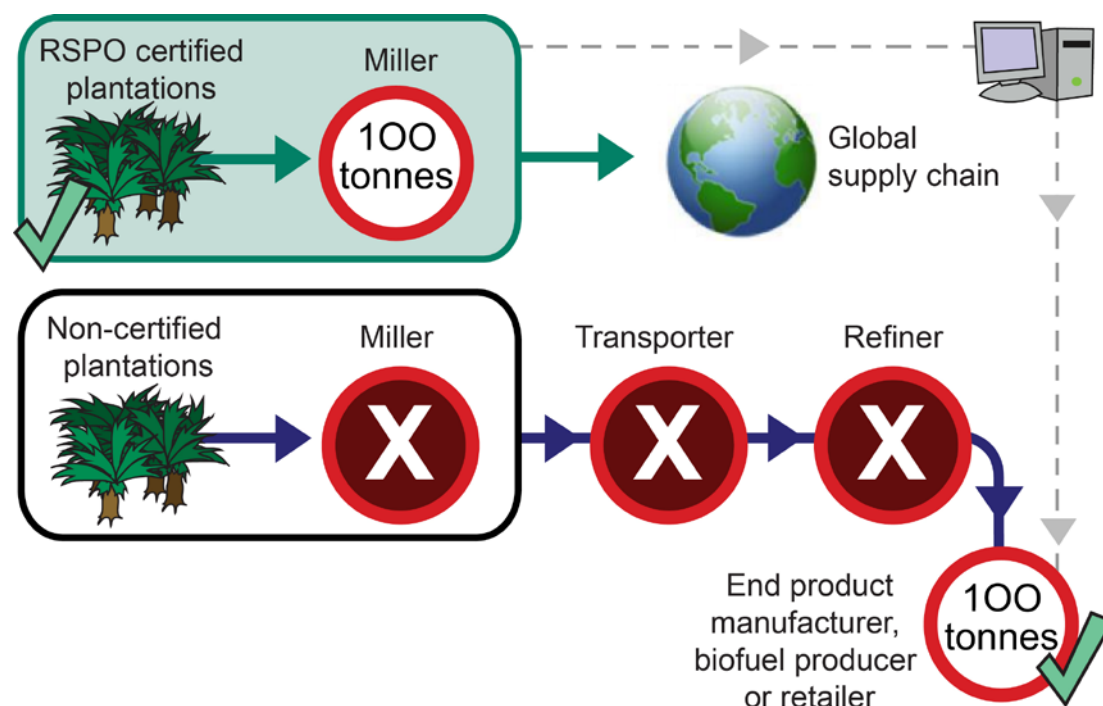 RSPO certified
plantations
Miller
100
tonnes
Global
supply chain
Non-certified
plantations
Miller
X
Transporter
X
Refiner
X
End product
manufacturer,
biofuel producer
or retailer
100
tonnes